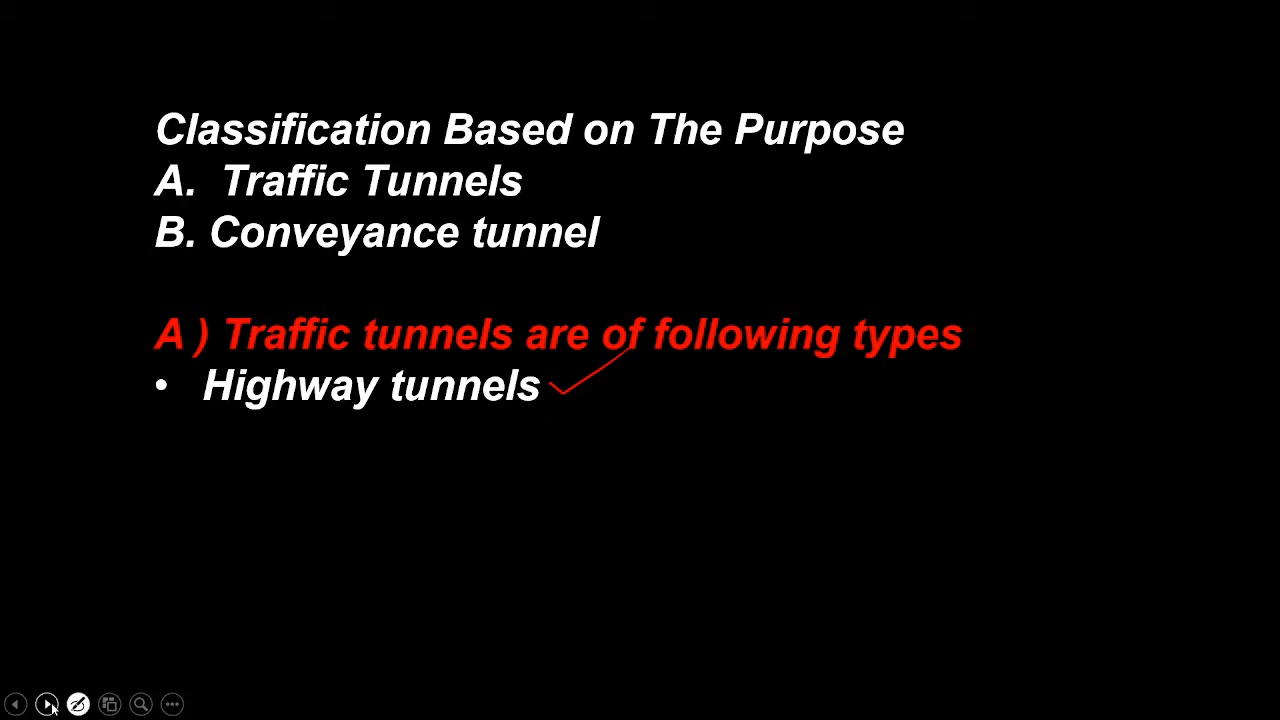 Classification Based on The Purpose
A. Traffic Tunnels
B. Conveyance tunnel
A ) Traffic tunnels are of following types
• Highway tunnels